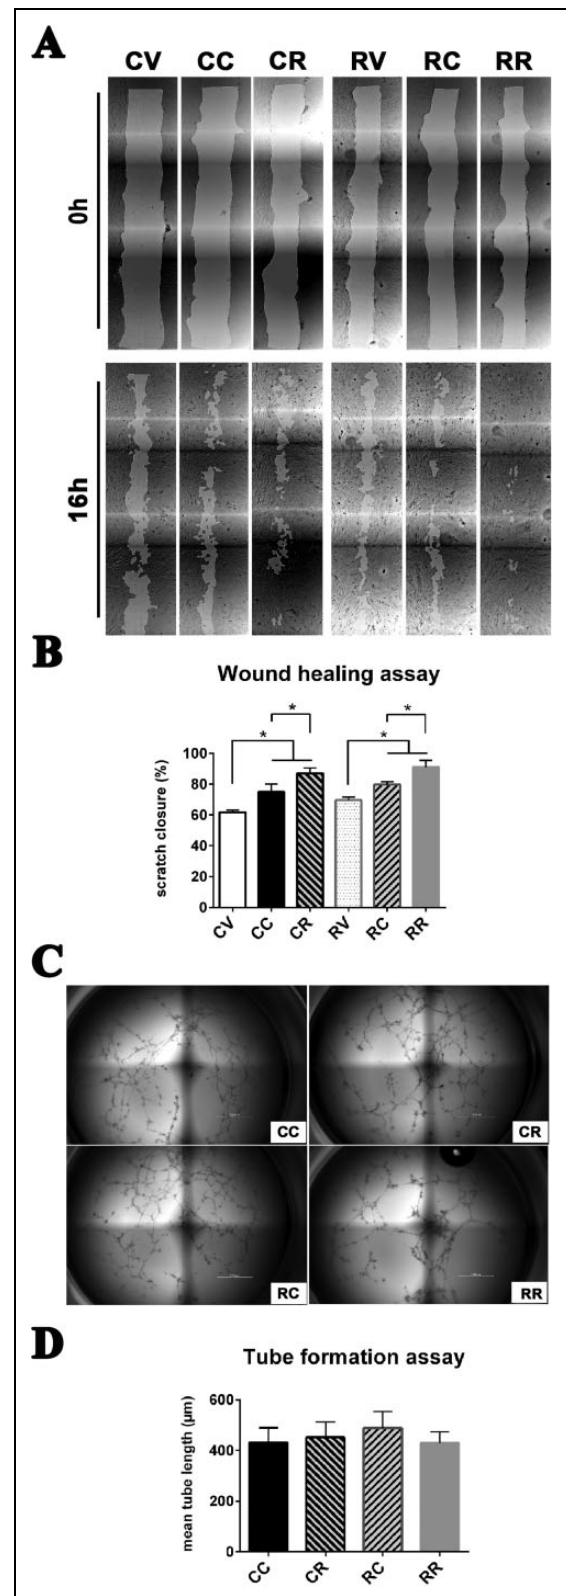 A
CV CC CR RV RC RR
0h
16h
B
Wound healing assay
scratch closure (%)
100
80
60
40
20
0
* * * *
CV CC CR RV RC RR
C
CC CR
RC RR
D
Tube formation assay
mean tube length (µm)
600
400
200
0
CC CR RC RR